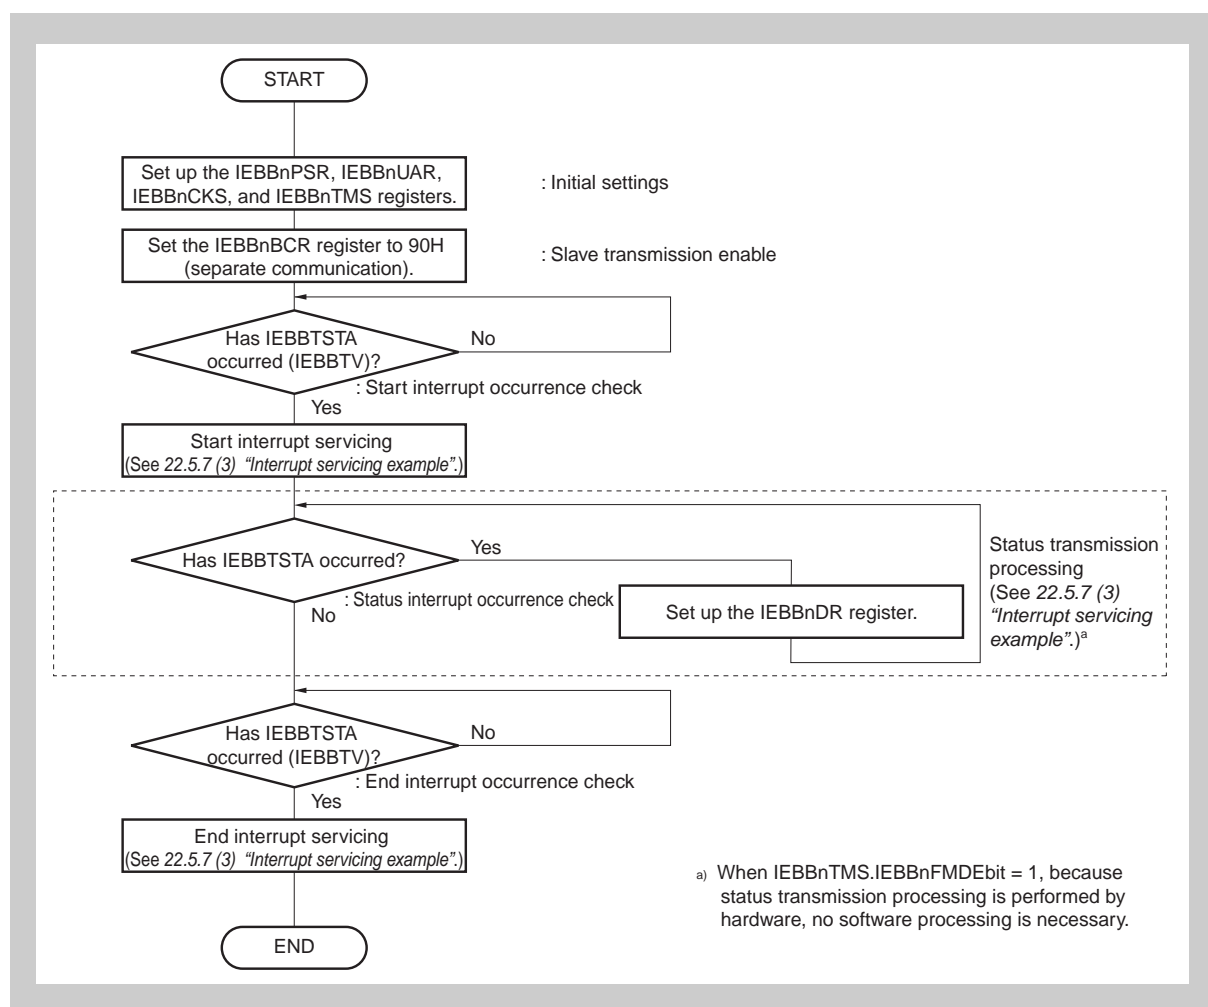 START
Set up the IEBBnPSR, IEBBnUAR,
IEBBnCKS, and IEBBnTMS registers.
: Initial settings
Set the IEBBnBCR register to 90H
(separate communication).
: Slave transmission enable
Has IEBBTSTA
occurred (IEBBTV)?
No
: Start interrupt occurrence check
Yes
Start interrupt servicing
(See 22.5.7 (3) “Interrupt servicing example”.)
Has IEBBTSTA occurred?
Yes
: Status interrupt occurrence check
No
Set up the IEBBnDR register.
Status transmission
processing
(See 22.5.7 (3)
“Interrupt servicing
example”.)a
Has IEBBTSTA
occurred (IEBBTV)?
No
: End interrupt occurrence check
Yes
End interrupt servicing
(See 22.5.7 (3) “Interrupt servicing example”.)
a) When IEBBnTMS.IEBBnFMDEbit = 1, because
status transmission processing is performed by
hardware, no software processing is necessary.
END